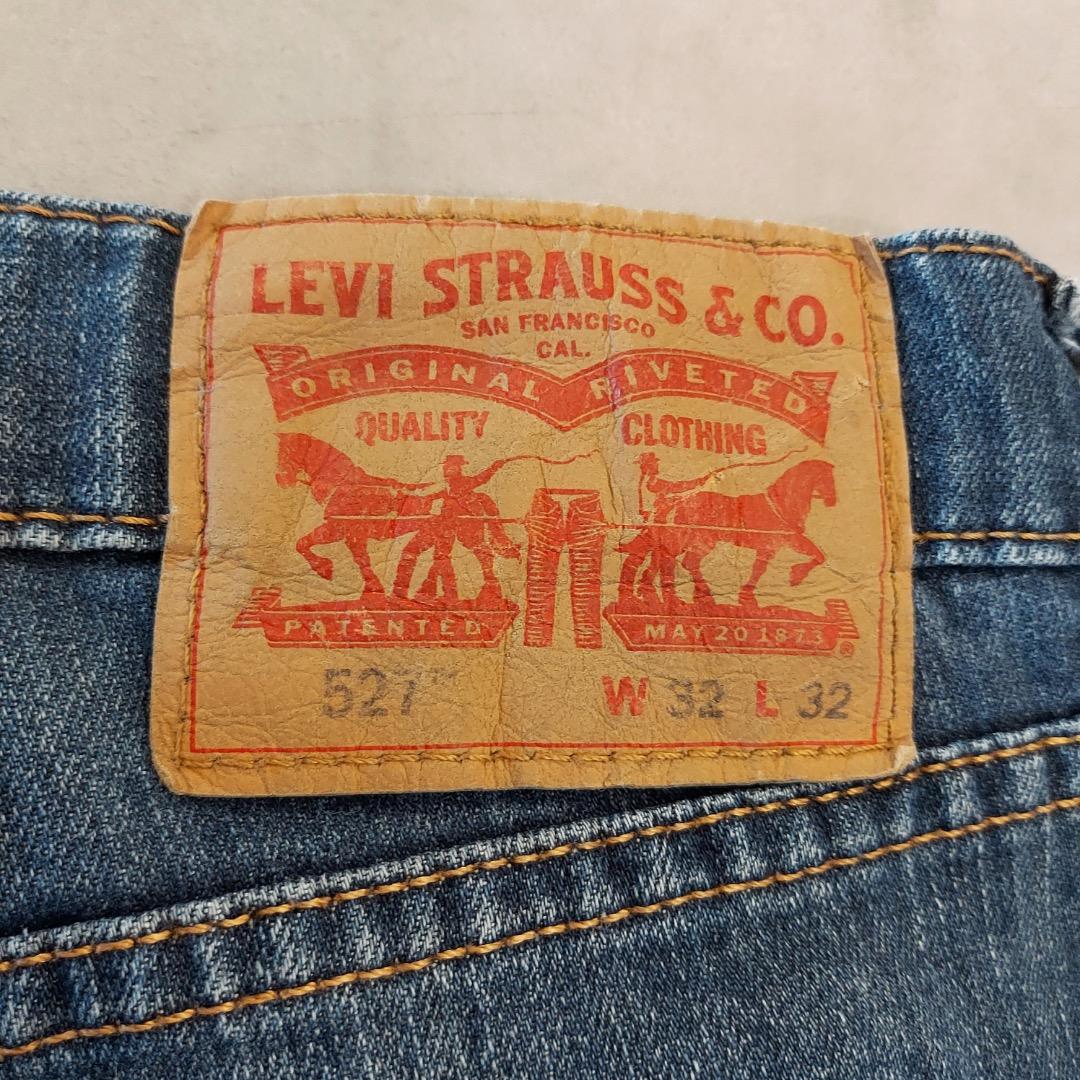 LEVI STRAUSS & CO.
SAN FRANCISCO
CAL.
ORIGINAL RIVETED
QUALITY CLOTHING
PATENTED MAY 20 1873 ®
527™ W 32 L 32